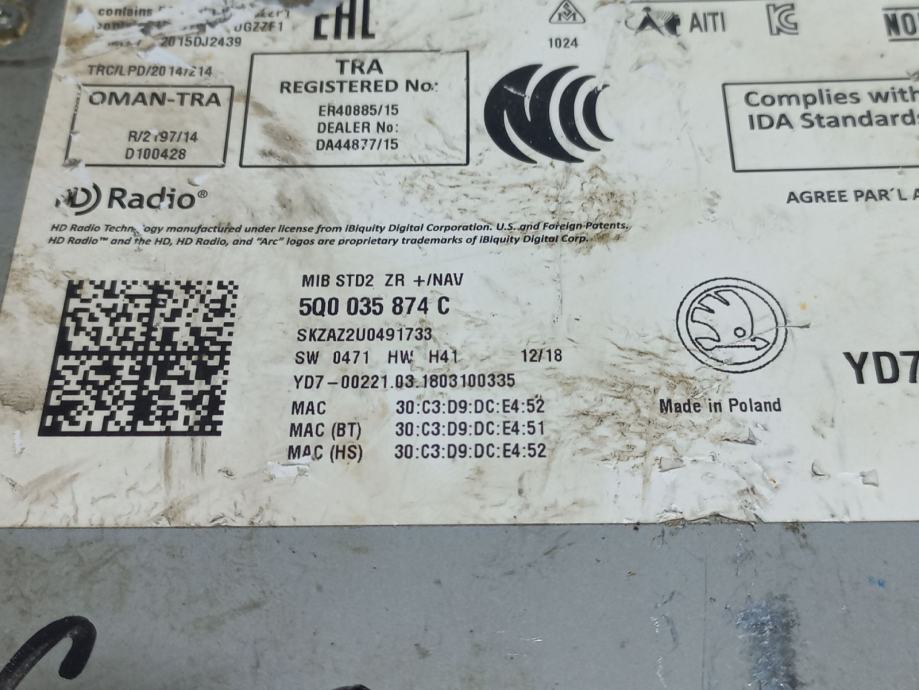 contains
2015DJ2439
EAC
1024
AITI
NO
TRC/LPD/2014/214
OMAN-TRA
D100428
TRA
REGISTERED No:
ER40885/15
DEALER No:
DA44877/15
Complies with
IDA Standards
AGREE PAR'L A
HD Radio®
HD Radio Technology manufactured under license from iBiquity Digital Corporation. U.S. and Foreign Patents.
HD Radio™ and the HD, HD Radio, and "Arc" logos are proprietary trademarks of iBiquity Digital Corp.
MIB STD2 ZR +/NAV
5Q0 035 874 C
SKZAZ2U0491733
SW 0471 HW H41 12/18
YD7-00221.03.1803100335
MAC 30:C3:D9:DC:E4:52
MAC (BT) 30:C3:D9:DC:E4:51
MAC (HS) 30:C3:D9:DC:E4:52
Made in Poland
YD7